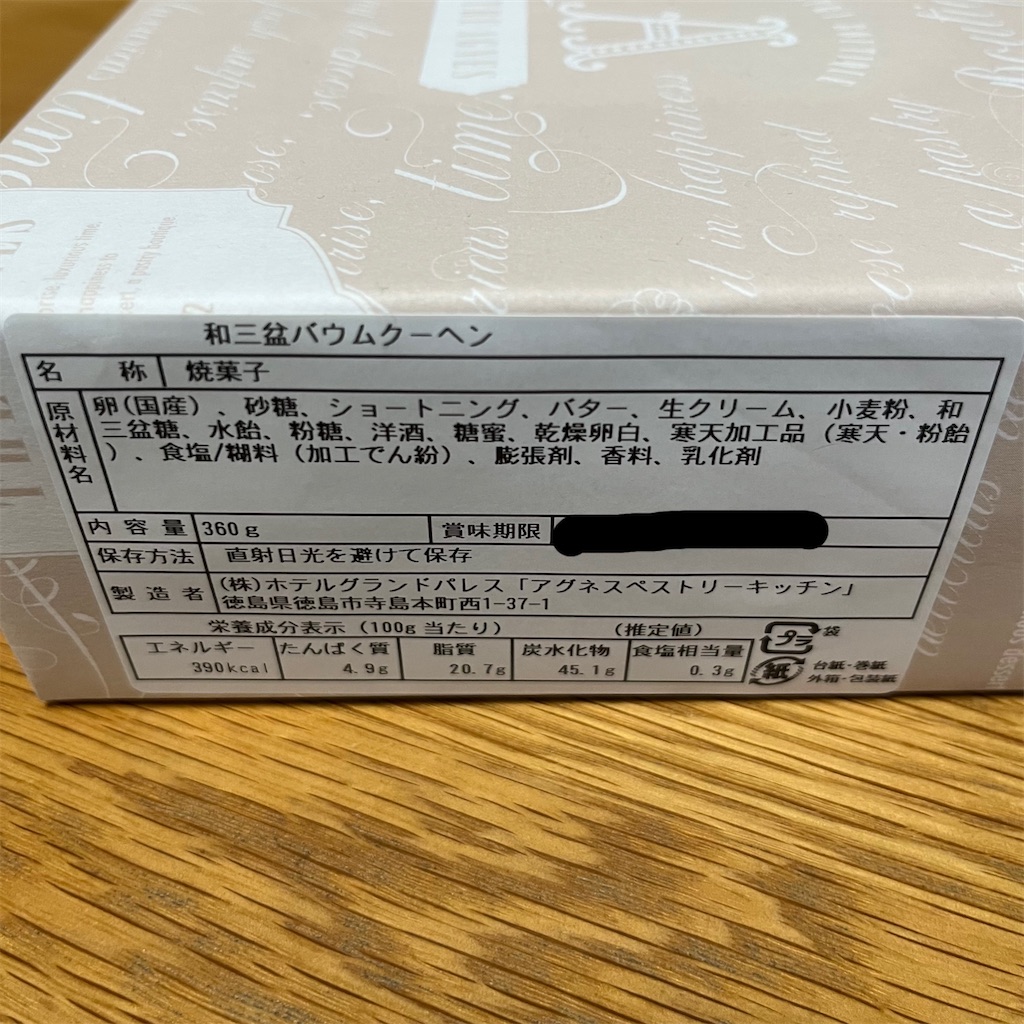 time.
in happiness
和三盆バウムクーヘン
名 称 焼菓子
原材料名
卵(国産)、砂糖、ショートニング、バター、生クリーム、小麦粉、和
三盆糖、水飴、粉糖、洋酒、糖蜜、乾燥卵白、寒天加工品(寒天・粉飴
)、食塩/糊料(加工でん粉)、膨張剤、香料、乳化剤
内容量 360g 賞味期限
保存方法 直射日光を避けて保存
製造者 (株)ホテルグランドパレス「アグネスペストリーキッチン」
徳島県徳島市寺島本町西1-37-1
栄養成分表示(100g当たり) (推定値)
エネルギー たんぱく質 脂質 炭水化物 食塩相当量
390kcal 4.9g 20.7g 45.1g 0.3g
プラ 袋
紙 台紙・巻紙
外箱・包装紙